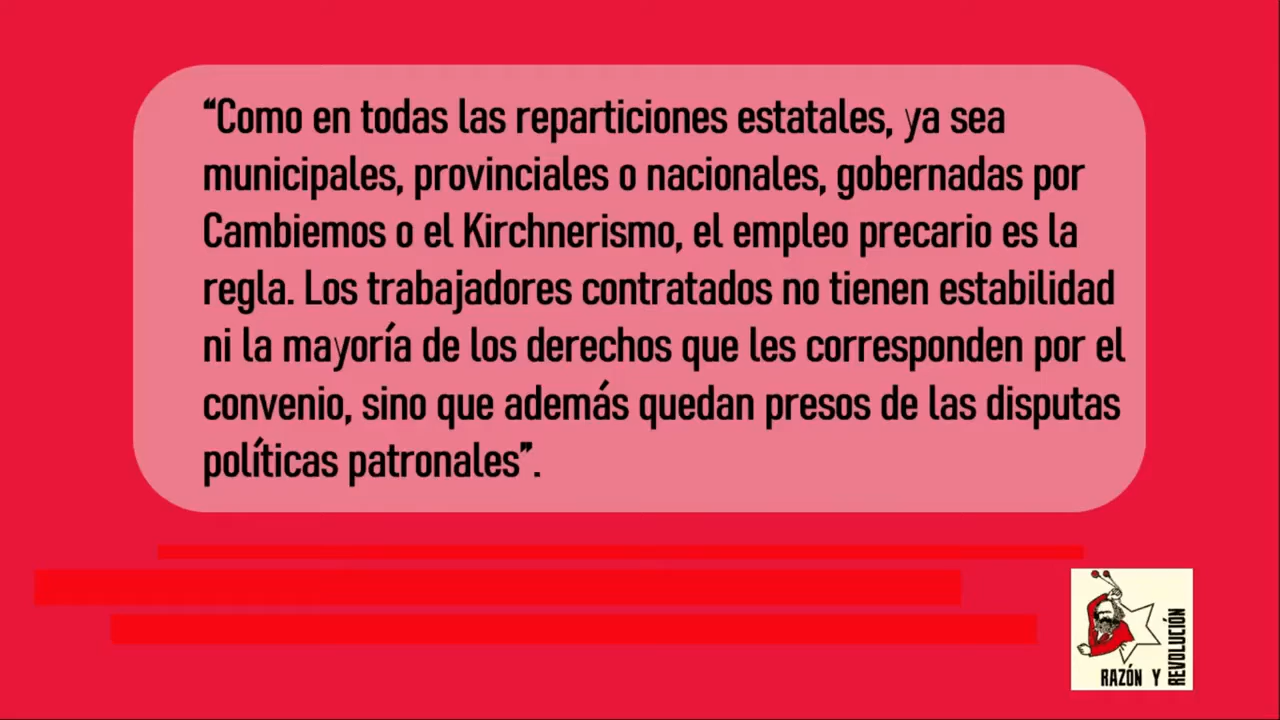 “Como en todas las reparticiones estatales, ya sea
municipales, provinciales o nacionales, gobernadas por
Cambiemos o el Kirchnerismo, el empleo precario es la
regla. Los trabajadores contratados no tienen estabilidad
ni la mayoría de los derechos que les corresponden por el
convenio, sino que además quedan presos de las disputas
políticas patronales”.
RAZÓN Y
REVOLUCIÓN